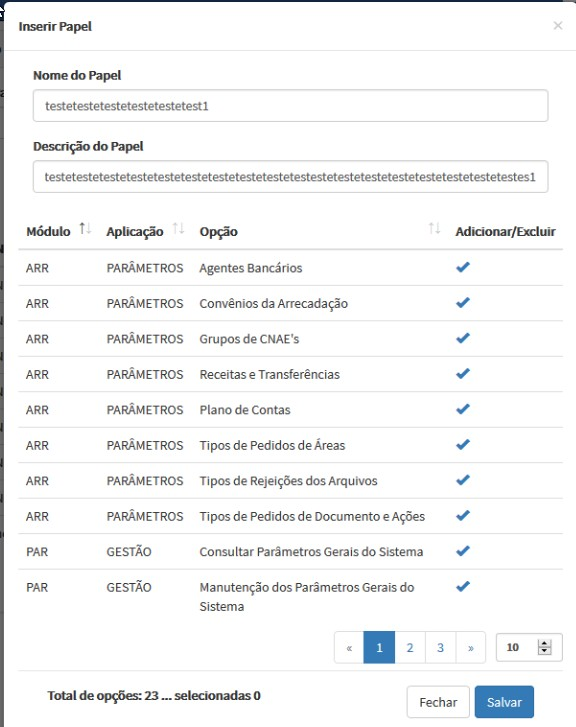 Inserir Papel ×
Nome do Papel
testetestetestetestetestetest1
Descrição do Papel
testetestetestetestetestetestetestetestetestetestetestetestetestetestetestetestetestetes1
Módulo Aplicação Opção Adicionar/Excluir
ARR PARÂMETROS Agentes Bancários
ARR PARÂMETROS Convênios da Arrecadação
ARR PARÂMETROS Grupos de CNAE's
ARR PARÂMETROS Receitas e Transferências
ARR PARÂMETROS Plano de Contas
ARR PARÂMETROS Tipos de Pedidos de Áreas
ARR PARÂMETROS Tipos de Rejeições dos Arquivos
ARR PARÂMETROS Tipos de Pedidos de Documento e Ações
PAR GESTÃO Consultar Parâmetros Gerais do Sistema
PAR GESTÃO Manutenção dos Parâmetros Gerais do
Sistema
« 1 2 3 » 10
Total de opções: 23 ... selecionadas 0
Fechar Salvar